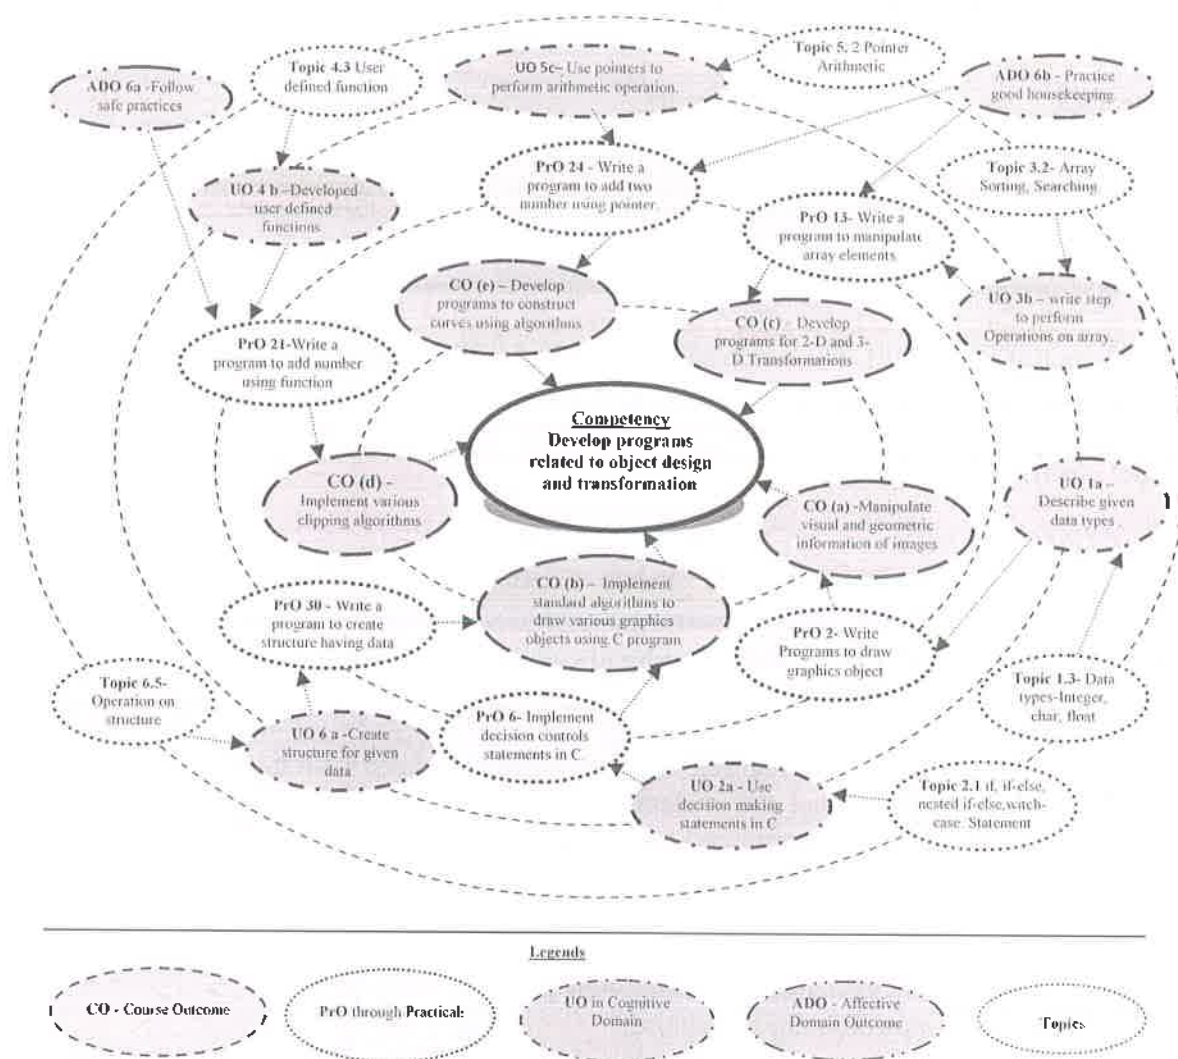 Topic 4.3 User
defined function
UO 5c– Use pointers to
perform arithmetic operation.
Topic 5. 2 Pointer
Arithmetic
ADO 6a -Follow
safe practices
ADO 6b - Practice
good housekeeping.
PrO 24 - Write a
program to add two
number using pointer.
Topic 3.2- Array
Sorting, Searching
UO 4 b –Developed
user defined
functions
PrO 13- Write a
program to manipulate
array elements
CO (e) – Develop
programs to construct
curves using algorithms
UO 3b – write step
to perform
Operations on array.
CO (c) - Develop
programs for 2-D and 3-
D Transformations
PrO 21-Write a
program to add number
using function
Competency
Develop programs
related to object design
and transformation
CO (d) -
Implement various
clipping algorithms
UO 1a –
Describe given
data types
CO (a) -Manipulate
visual and geometric
information of images
CO (b) – Implement
standard algorithms to
draw various graphics
objects using C program
PrO 30 - Write a
program to create
structure having data
PrO 2- Write
Programs to draw
graphics object
Topic 6.5-
Operation on
structure
Topic 1.3- Data
types-Integer,
char, float
PrO 6- Implement
decision controls
statements in C.
UO 6 a -Create
structure for given
data.
UO 2a - Use
decision making
statements in C
Topic 2.1 if, if-else,
nested if-else,
case. Statement
Legends
CO - Course Outcome
PrO through Practical:
UO in Cognitive
Domain
ADO - Affective
Domain Outcome
Topics